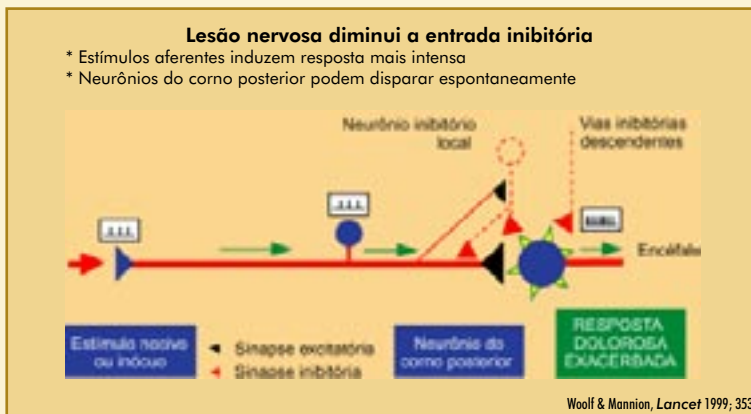 Lesão nervosa diminui a entrada inibitória
* Estímulos aferentes induzem resposta mais intensa
* Neurônios do corno posterior podem disparar espontaneamente
Neurônio inibitório
local
Vias inibitórias
descendentes
Encéfalo
Estímulo nocivo
ou inócuo
Sinapse excitatória
Sinapse inibitória
Neurônio do
corno posterior
RESPOSTA
DOLOROSA
EXACERBADA
Woolf & Mannion, Lancet 1999; 353